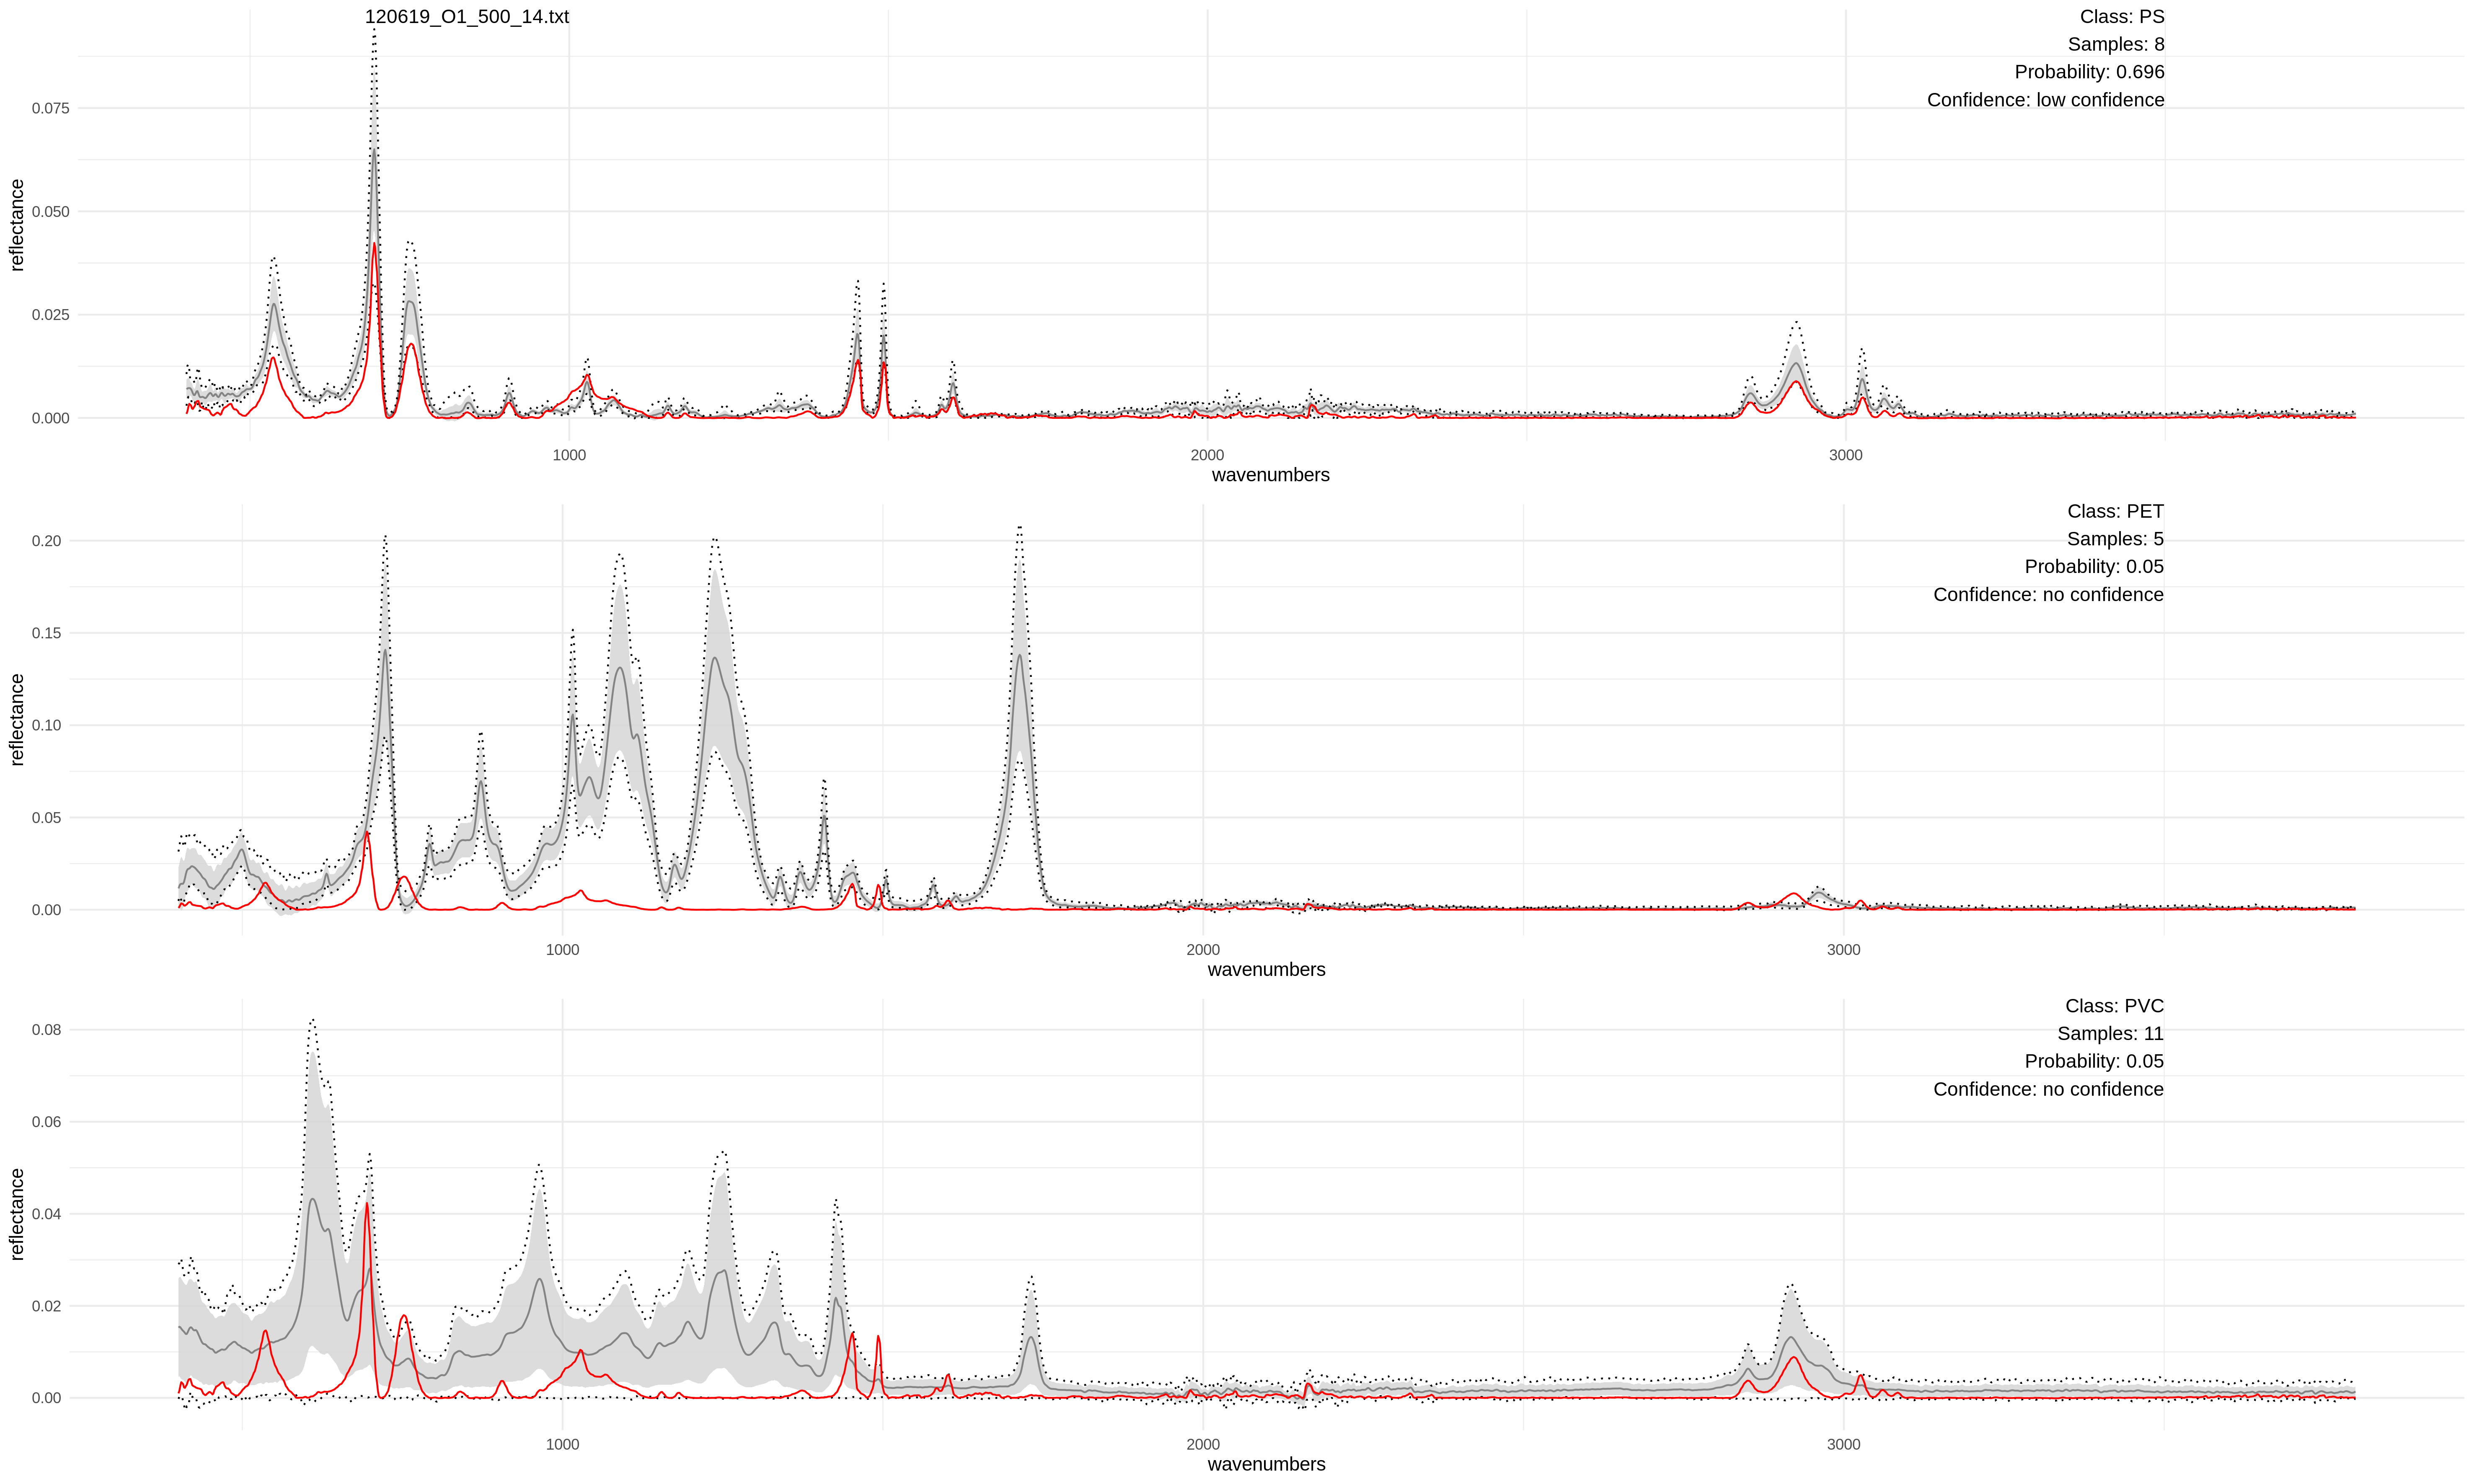 120619_O1_500_14.txt
Class: PS
Samples: 8
Probability: 0.696
Confidence: low confidence
0.075
0.050
0.025
0.000
reflectance
1000
2000
3000
wavenumbers
Class: PET
Samples: 5
Probability: 0.05
Confidence: no confidence
0.20
0.15
0.10
0.05
0.00
reflectance
1000
2000
3000
wavenumbers
Class: PVC
Samples: 11
Probability: 0.05
Confidence: no confidence
0.08
0.06
0.04
0.02
0.00
reflectance
1000
2000
3000
wavenumbers